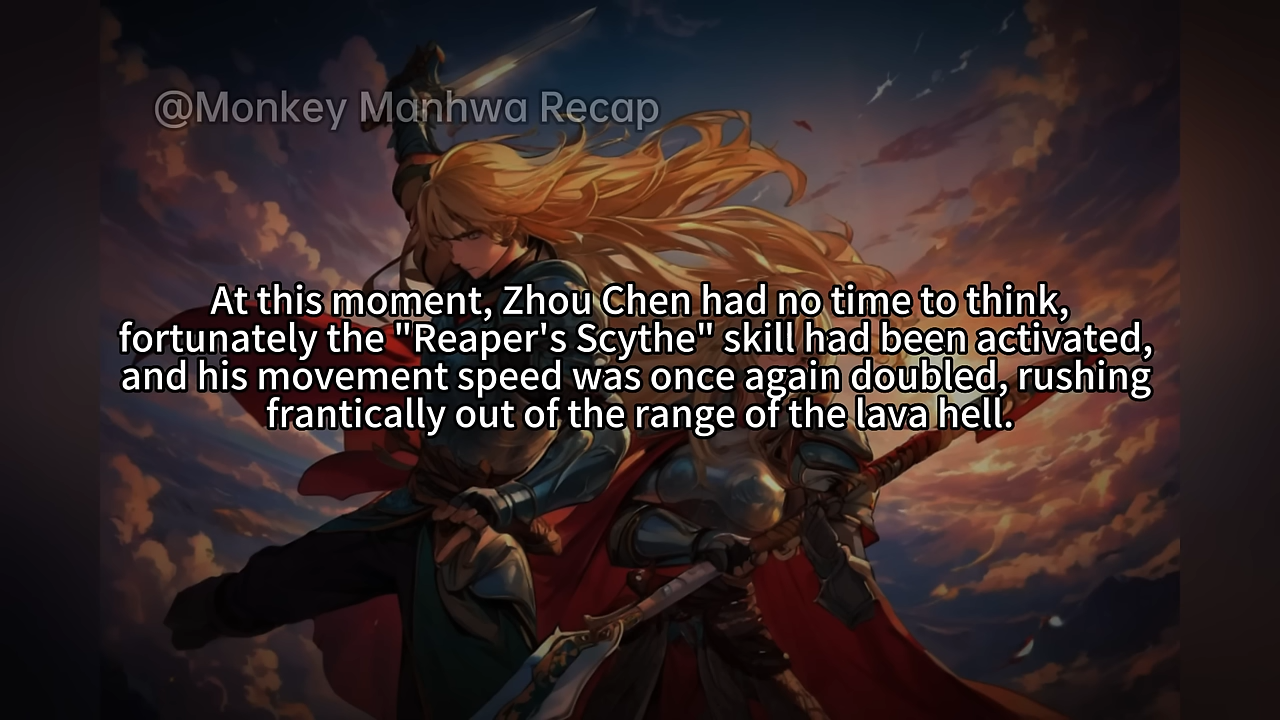 @Monkey Manhwa Recap
At this moment, Zhou Chen had no time to think,
fortunately the "Reaper's Scythe" skill had been activated,
and his movement speed was once again doubled, rushing
frantically out of the range of the lava hell.